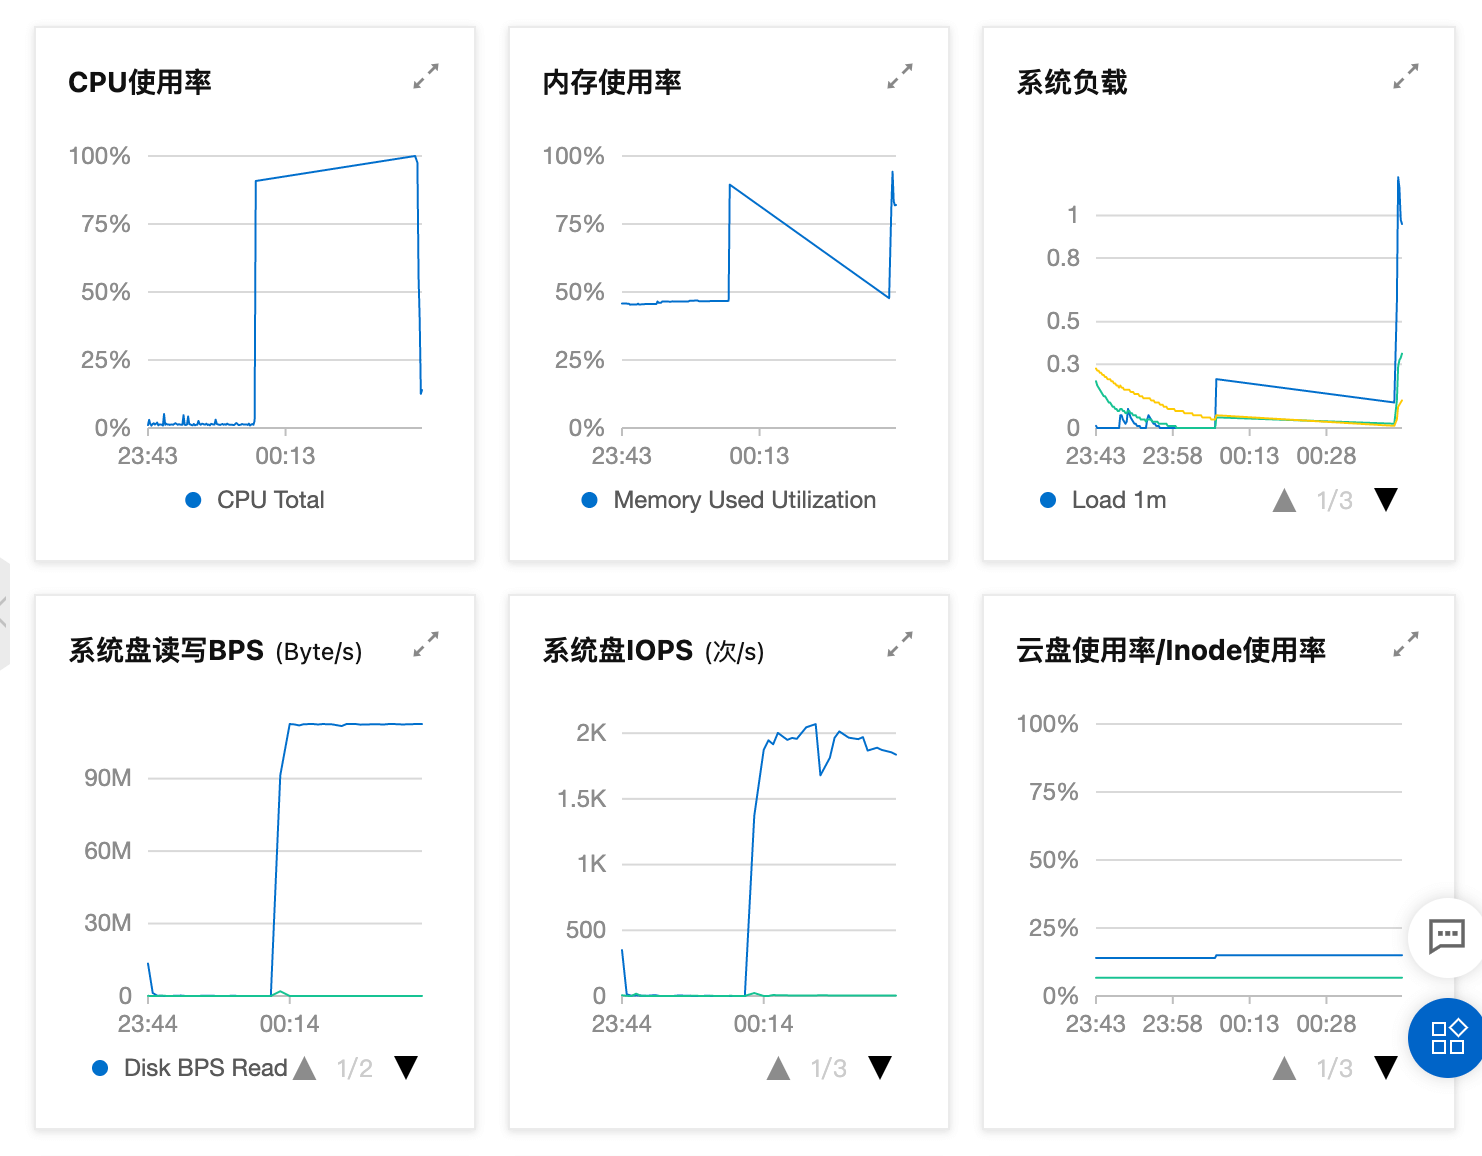 CPU使用率
100%
75%
50%
25%
0%
23:43 00:13
CPU Total
内存使用率
100%
75%
50%
25%
0%
23:43 00:13
Memory Used Utilization
系统负载
1
0.8
0.5
0.3
0
23:43 23:58 00:13 00:28
Load 1m 1/3
系统盘读写BPS (Byte/s)
90M
60M
30M
0
23:44 00:14
Disk BPS Read 1/2
系统盘IOPS (次/s)
2K
1.5K
1K
500
0
23:44 00:14
1/3
云盘使用率/Inode使用率
100%
75%
50%
25%
0%
23:43 23:58 00:13 00:28
1/3